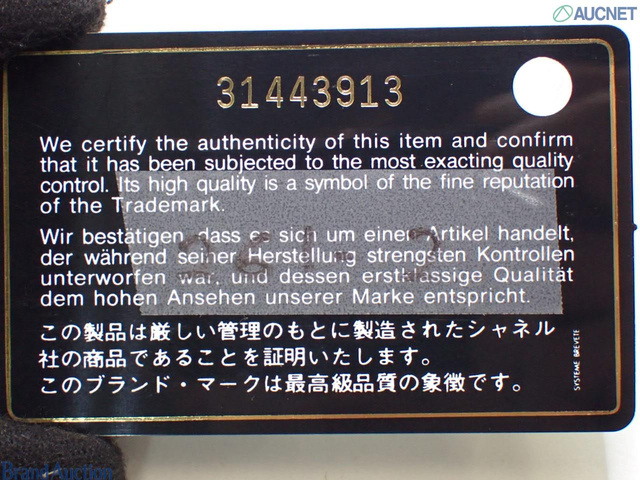 AUCNET
31443913
We certify the authenticity of this item and confirm
that it has been subjected to the most exacting quality
control. Its high quality is a symbol of the fine reputation
of the Trademark.
Wir bestätigen, dass es sich um einen Artikel handelt,
der während seiner Herstellung strengsten Kontrollen
unterworfen war, und dessen erstklassige Qualität
dem hohen Ansehen unserer Marke entspricht.
この製品は厳しい管理のもとに製造されたシャネル
社の商品であることを証明いたします。
このブランド・マークは最高級品質の象徴です。
SYSTEME BREVETE
Brand Auction